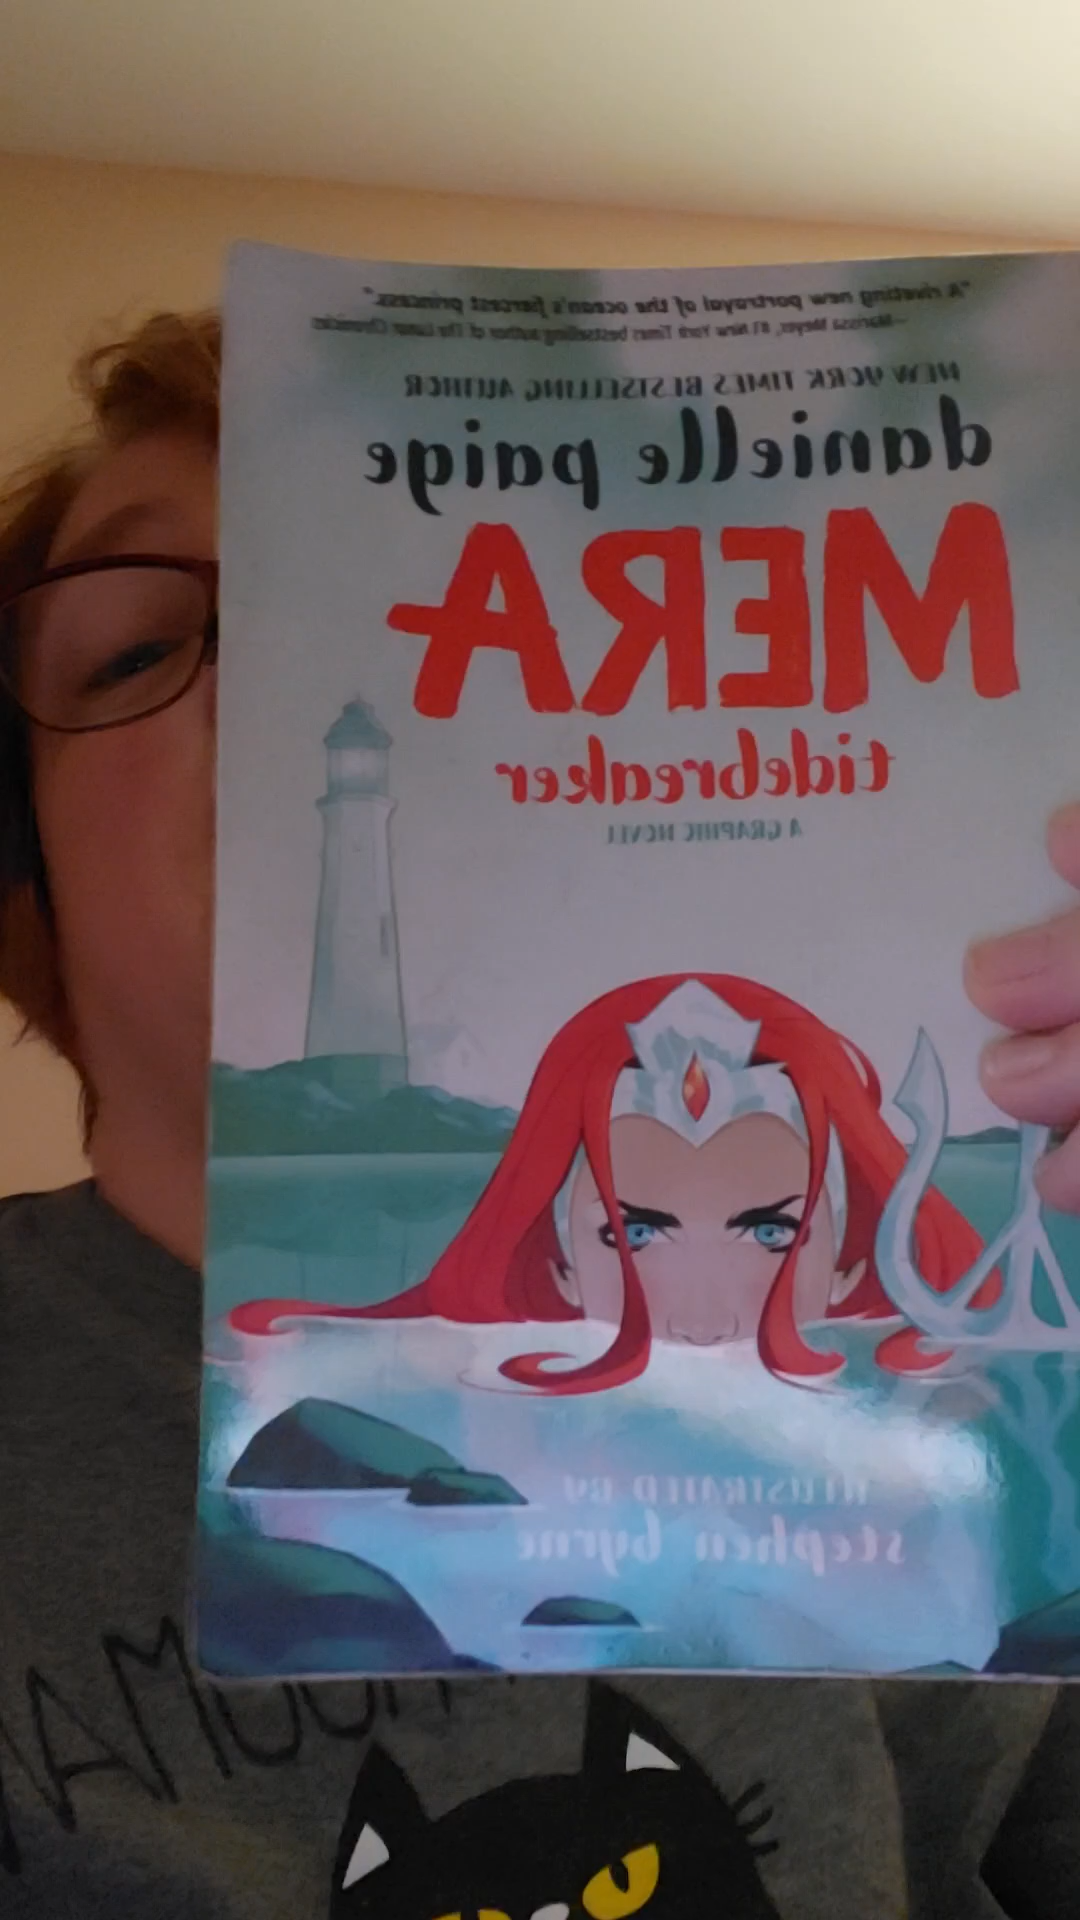 "A riveting new portrayal of the ocean's fiercest princess."
—Marissa Meyer, #1 New York Times bestselling author of The Lunar Chronicles
NEW YORK TIMES BESTSELLING AUTHOR
danielle paige
MERA
tidebreaker
A GRAPHIC NOVEL
ILLUSTRATED BY
stephen byrne